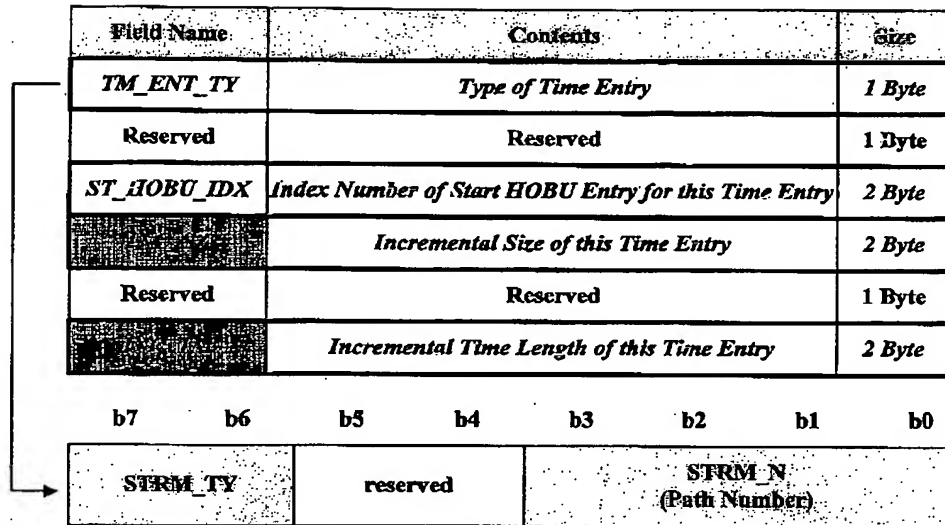 Field Name Contents Size
TM_ENT_TY Type of Time Entry 1 Byte
Reserved Reserved 1 Byte
ST_HOBU_IDX Index Number of Start HOBU Entry for this Time Entry 2 Byte
Incremental Size of this Time Entry 2 Byte
Reserved Reserved 1 Byte
Incremental Time Length of this Time Entry 2 Byte
b7 b6 b5 b4 b3 b2 b1 b0
STRM_TY reserved STRM_N
(Path Number)